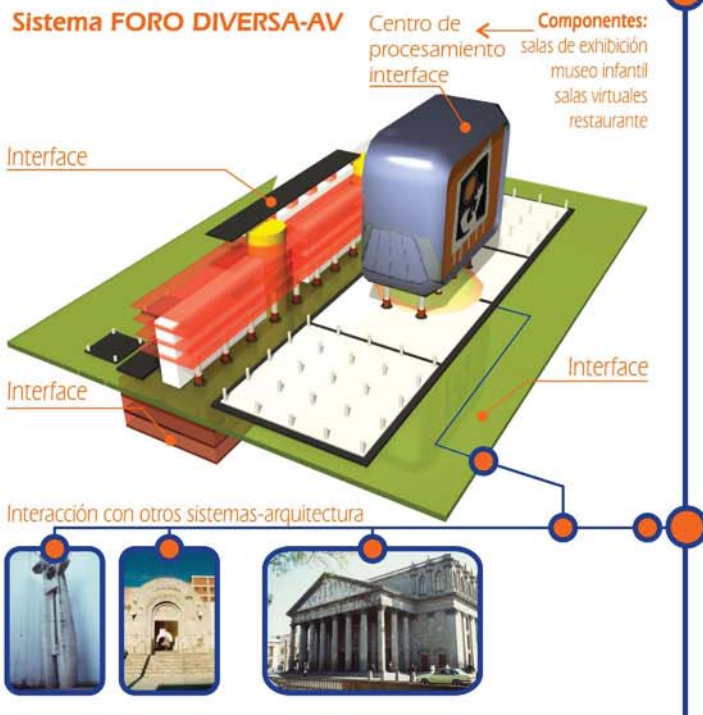 Sistema FORO DIVERSA-AV
Centro de
procesamiento
interface
Componentes:
salas de exhibición
museo infantil
salas virtuales
restaurante
Interface
Interface
Interface
Interacción con otros sistemas-arquitectura